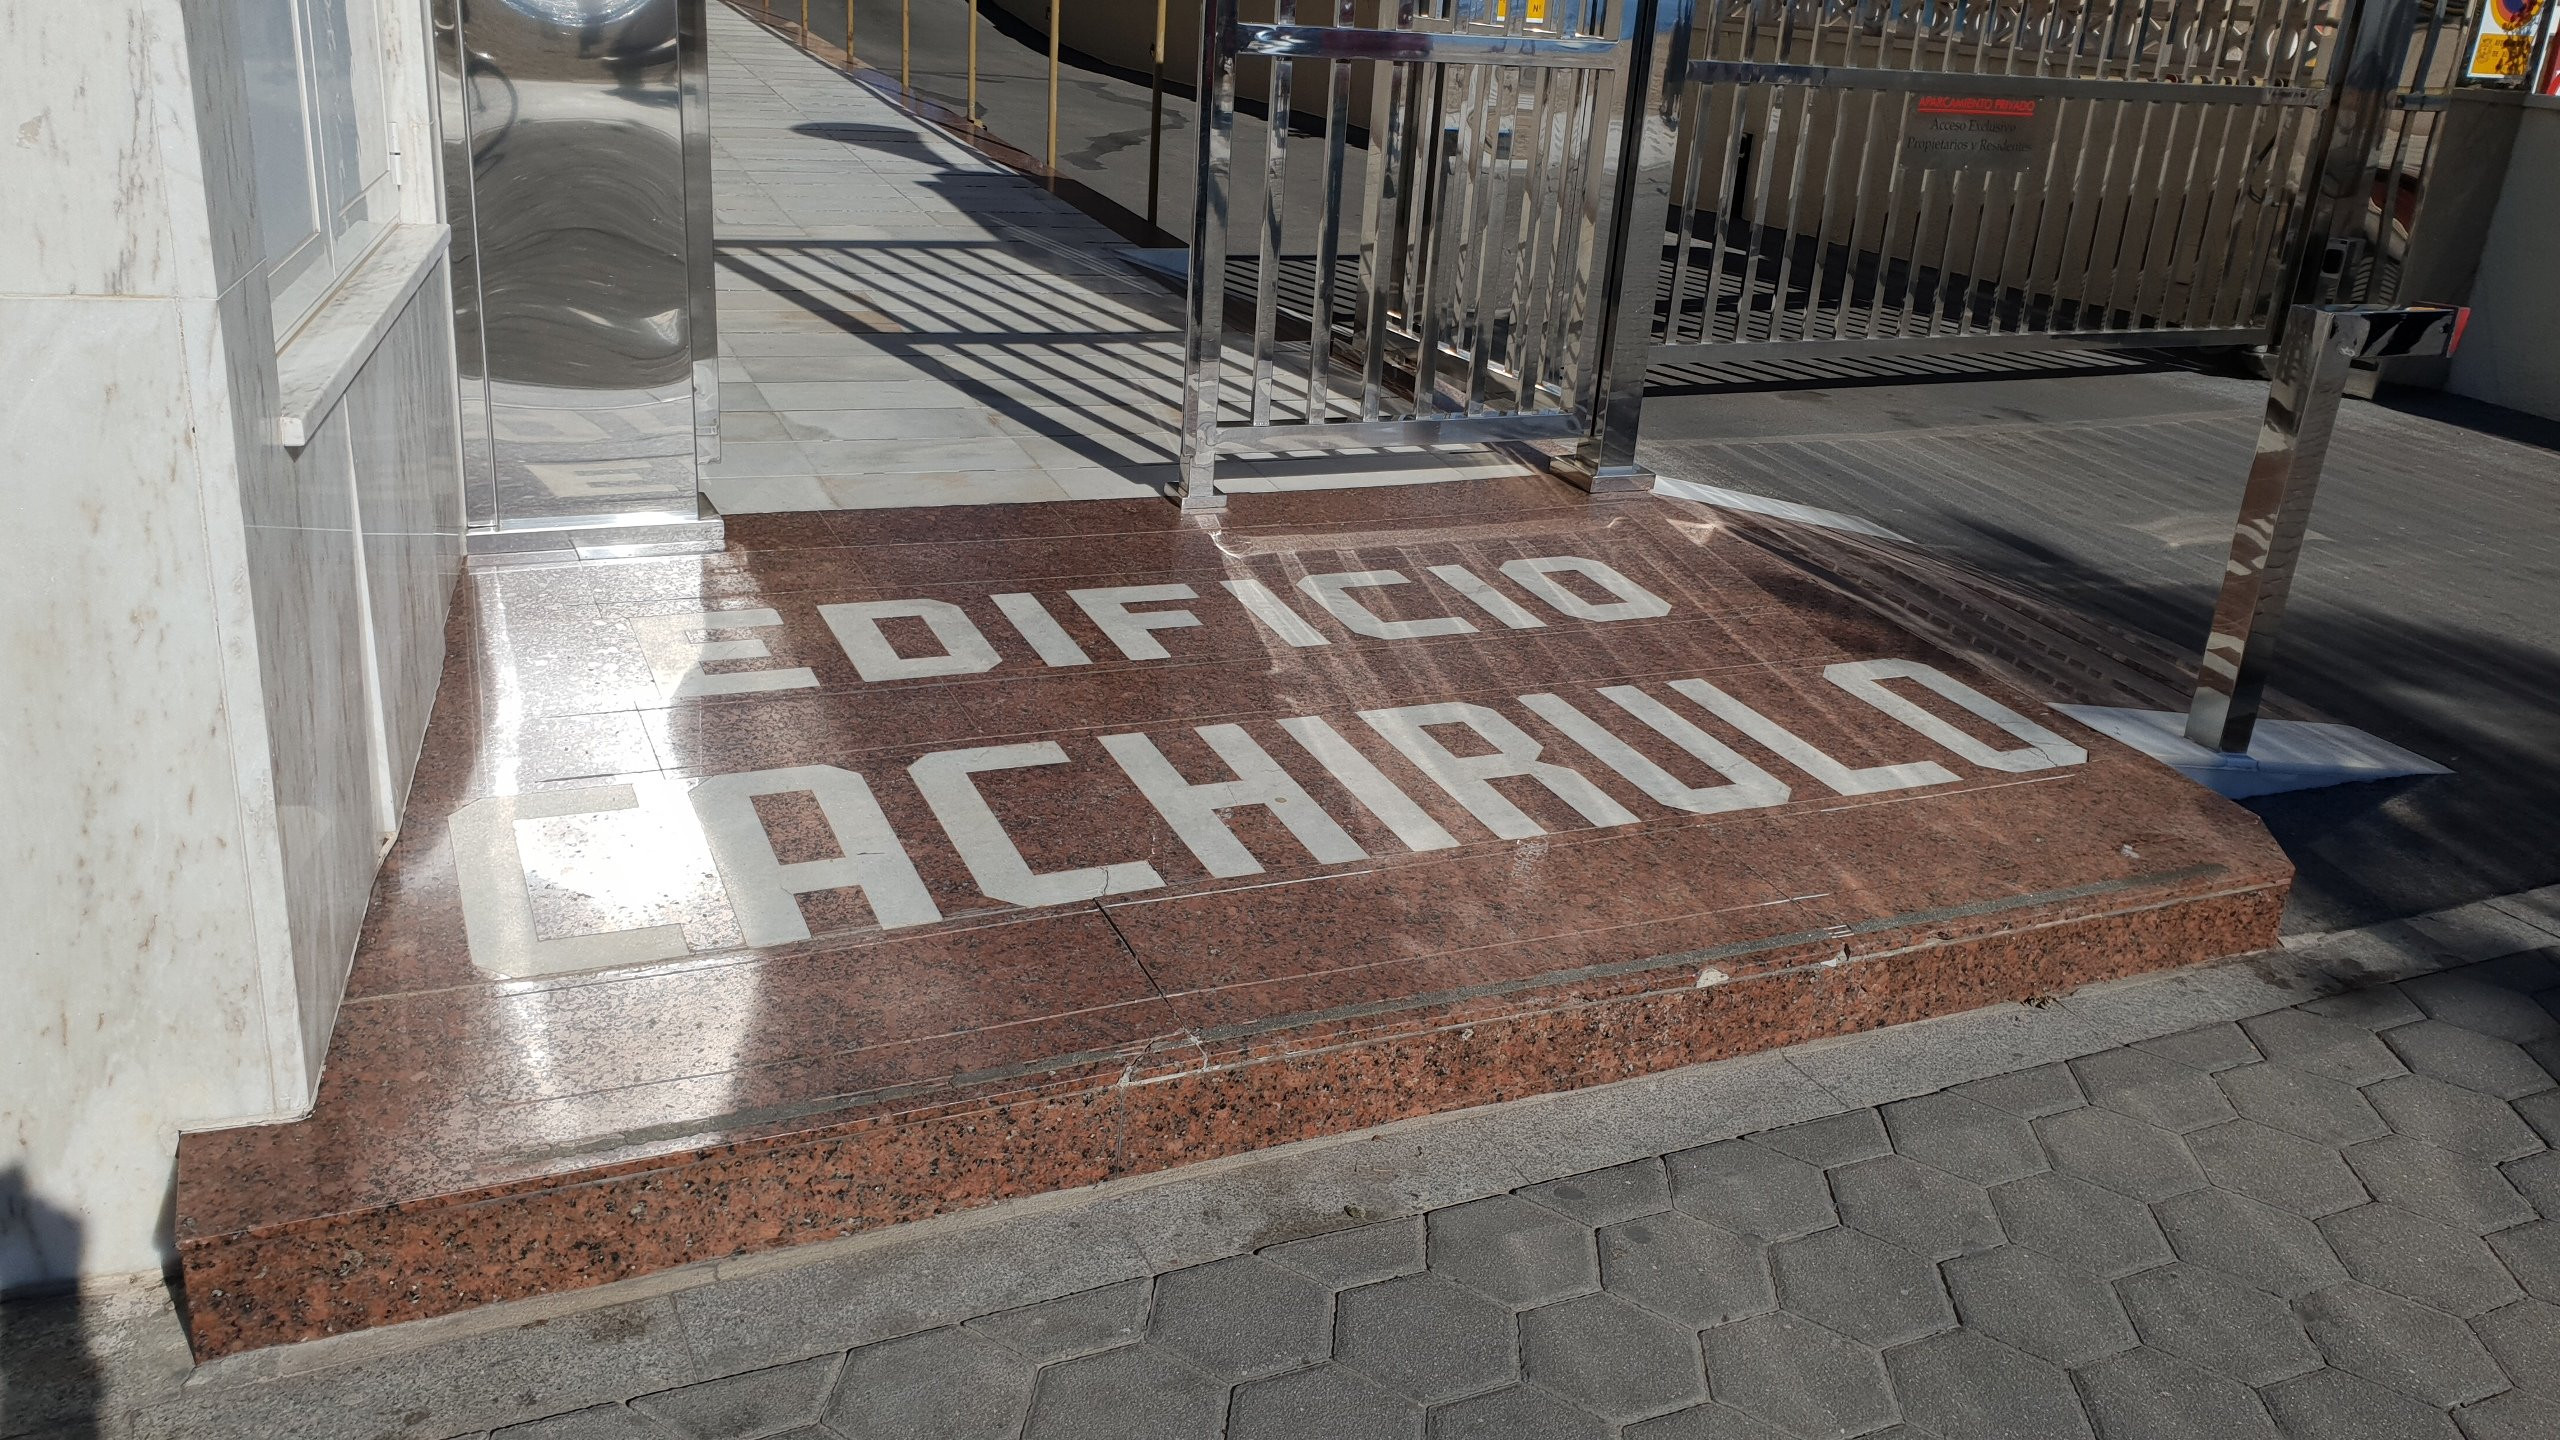 APARCAMIENTO PRIVADO
Acceso Exclusivo
Propietarios y Residentes
EDIFICIO
CACHIRULO